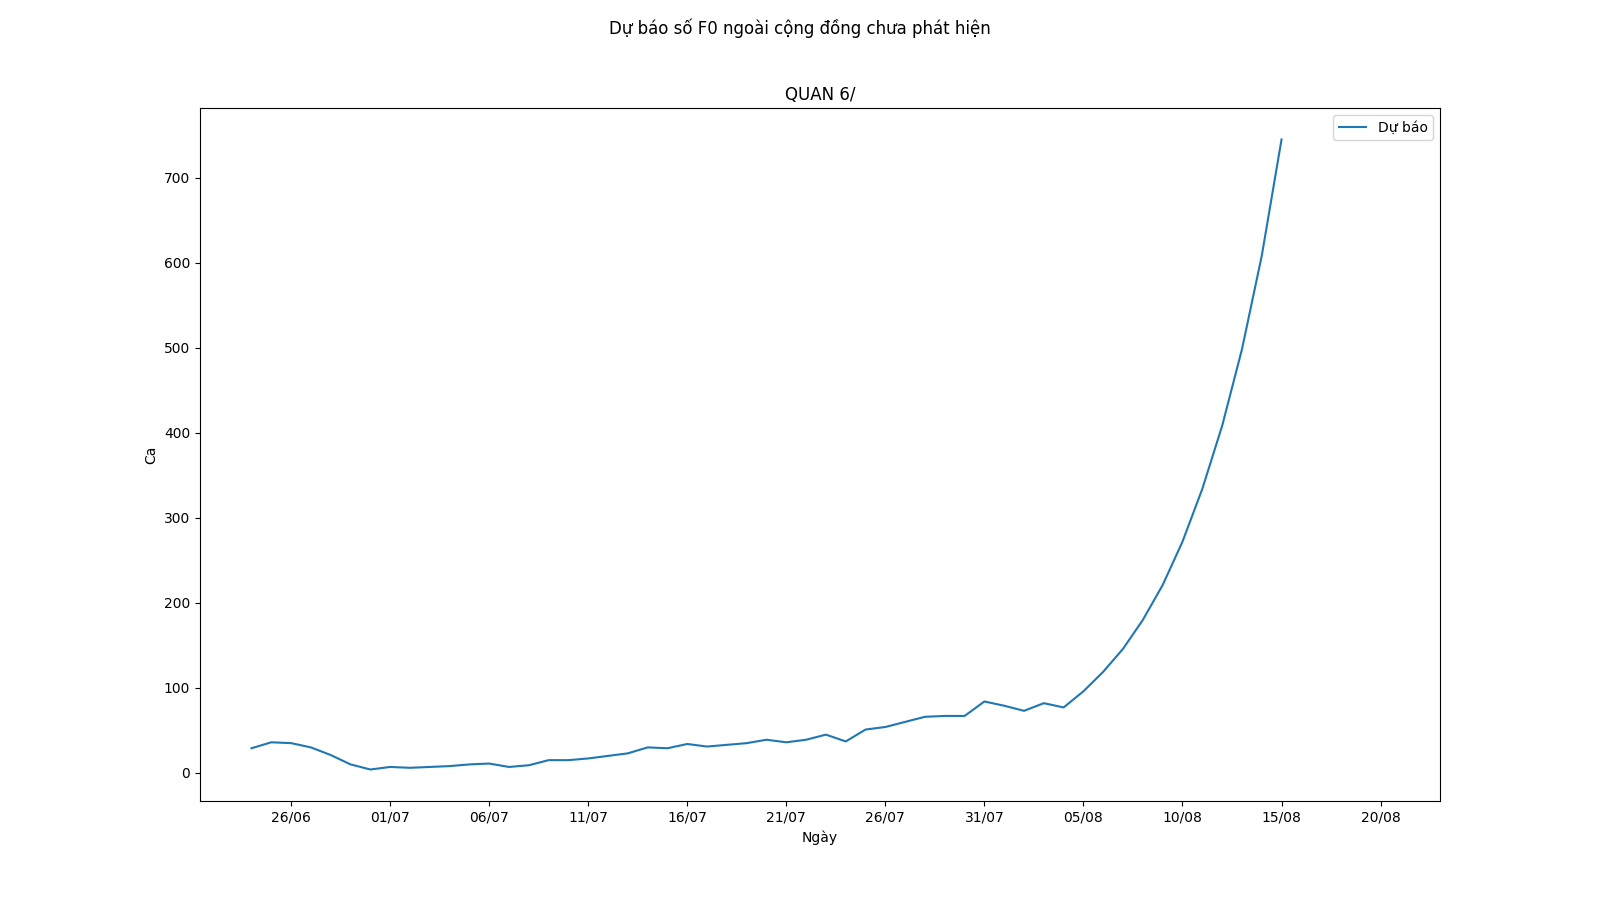 Dự báo số F0 ngoài cộng đồng chưa phát hiện
QUAN 6/
Dự báo
700
600
500
400
300
200
100
0
Ca
26/06 01/07 06/07 11/07 16/07 21/07 26/07 31/07 05/08 10/08 15/08 20/08
Ngày